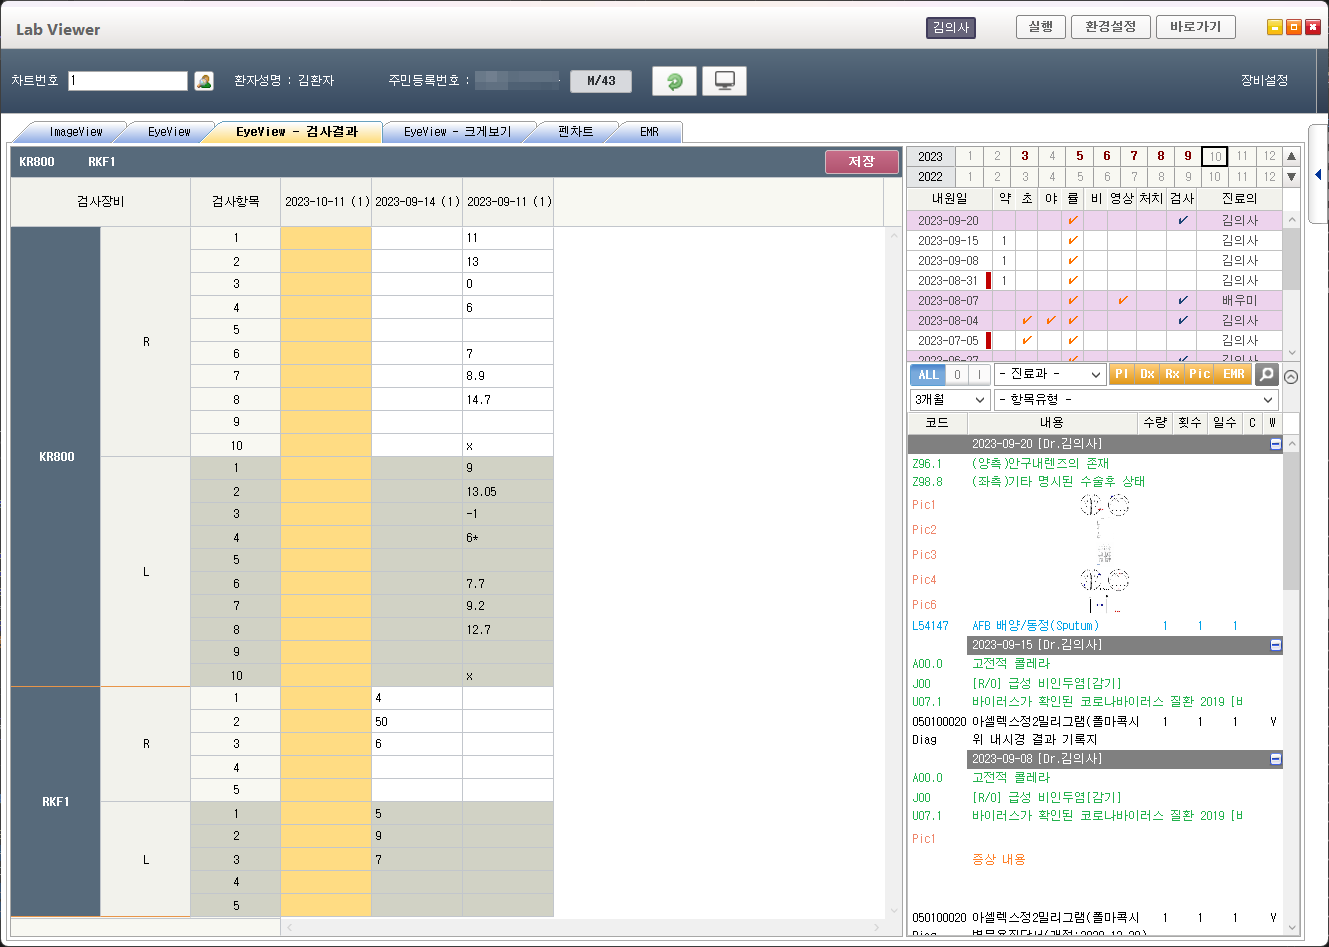 Lab Viewer 김의사 실행 환경설정 바로가기
차트번호 1 환자성명 : 김환자 주민등록번호 : M/43 장비설정
ImageView EyeView EyeView - 검사결과 EyeView - 크게보기 펜차트 EMR
KR800 RKF1 저장
검사장비 검사항목 2023-10-11 (1) 2023-09-14 (1) 2023-09-11 (1)
KR800
R
1 11
2 13
3 0
4 6
5
6 7
7 8.9
8 14.7
9
10 x
L
1 9
2 13.05
3 -1
4 6*
5
6 7.7
7 9.2
8 12.7
9
10 x
RKF1
R
1 4
2 50
3 6
4
5
L
1 5
2 9
3 7
4
5
2023 1 2 3 4 5 6 7 8 9 10 11 12
2022 1 2 3 4 5 6 7 8 9 10 11 12
내원일 약 초 야 률 비 영상 처치 검사 진료의
2023-09-20 김의사
2023-09-15 1 김의사
2023-09-08 1 김의사
2023-08-31 1 김의사
2023-08-07 배우미
2023-08-04 김의사
2023-07-05 김의사
2023-06-27 김의사
ALL O I - 진료과 - PI Dx Rx Pic EMR
3개월 - 항목유형 -
코드 내용 수량 횟수 일수 C W
2023-09-20 [Dr.김의사]
Z96.1 (양측)안구내렌즈의 존재
Z98.8 (좌측)기타 명시된 수술후 상태
Pic1
Pic2
Pic3
Pic4
Pic6
L54147 AFB 배양/동정(Sputum) 1 1 1
2023-09-15 [Dr.김의사]
A00.0 고전적 콜레라
J00 [R/O] 급성 비인두염[감기]
U07.1 바이러스가 확인된 코로나바이러스 질환 2019 [비
050100020 아셀렉스정2밀리그램(폴마콕시 1 1 1 V
Diag 위 내시경 결과 기록지
2023-09-08 [Dr.김의사]
A00.0 고전적 콜레라
J00 [R/O] 급성 비인두염[감기]
U07.1 바이러스가 확인된 코로나바이러스 질환 2019 [비
Pic1
증상 내용
050100020 아셀렉스정2밀리그램(폴마콕시 1 1 1 V
Diag